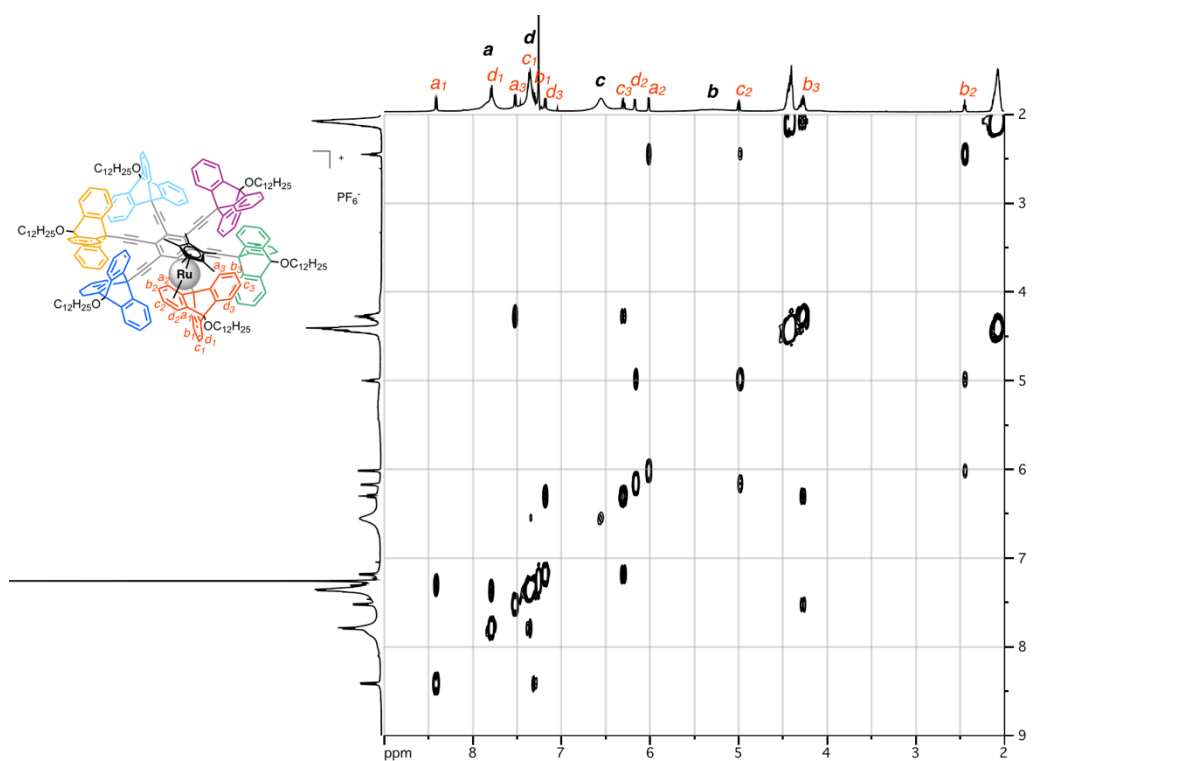 a d
d₁ c₁ d₂
a₁ a₃ b₁ c c₃ a₂ b c₂ b₃ b₂
d₃
2
3
4
5
6
7
8
9
ppm 8 7 6 5 4 3 2
+
PF₆⁻
C₁₂H₂₅O
OC₁₂H₂₅
C₁₂H₂₅O
OC₁₂H₂₅
Ru
a₃ b₃
a₂
b₂ c₃
c₂ d₃
d₂ a₁
C₁₂H₂₅O
OC₁₂H₂₅
b₁ d₁
c₁